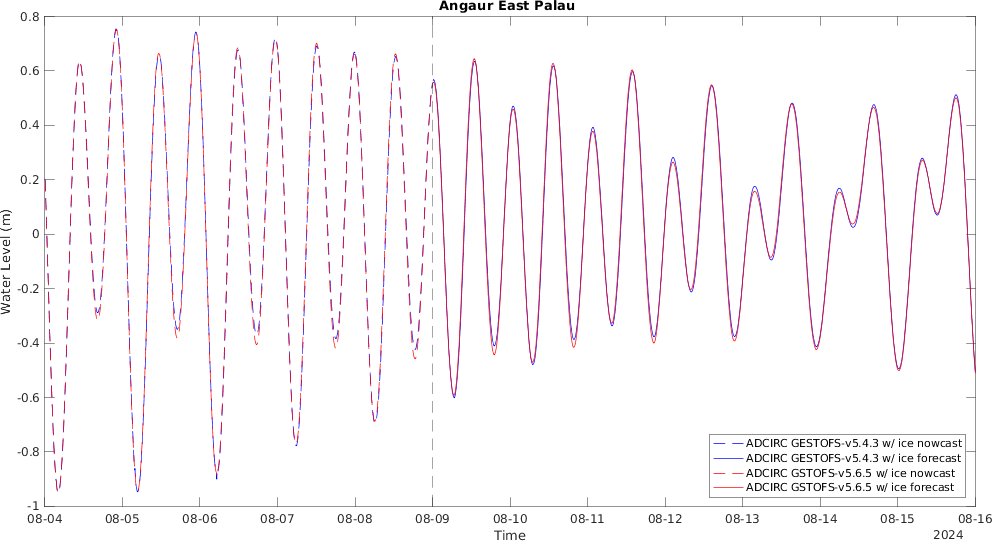 Angaur East Palau
0.8
0.6
0.4
0.2
0
-0.2
-0.4
-0.6
-0.8
-1
Water Level (m)
08-04 08-05 08-06 08-07 08-08 08-09 08-10 08-11 08-12 08-13 08-14 08-15 08-16
Time
2024
ADCIRC GESTOFS-v5.4.3 w/ ice nowcast
ADCIRC GESTOFS-v5.4.3 w/ ice forecast
ADCIRC GSTOFS-v5.6.5 w/ ice nowcast
ADCIRC GSTOFS-v5.6.5 w/ ice forecast